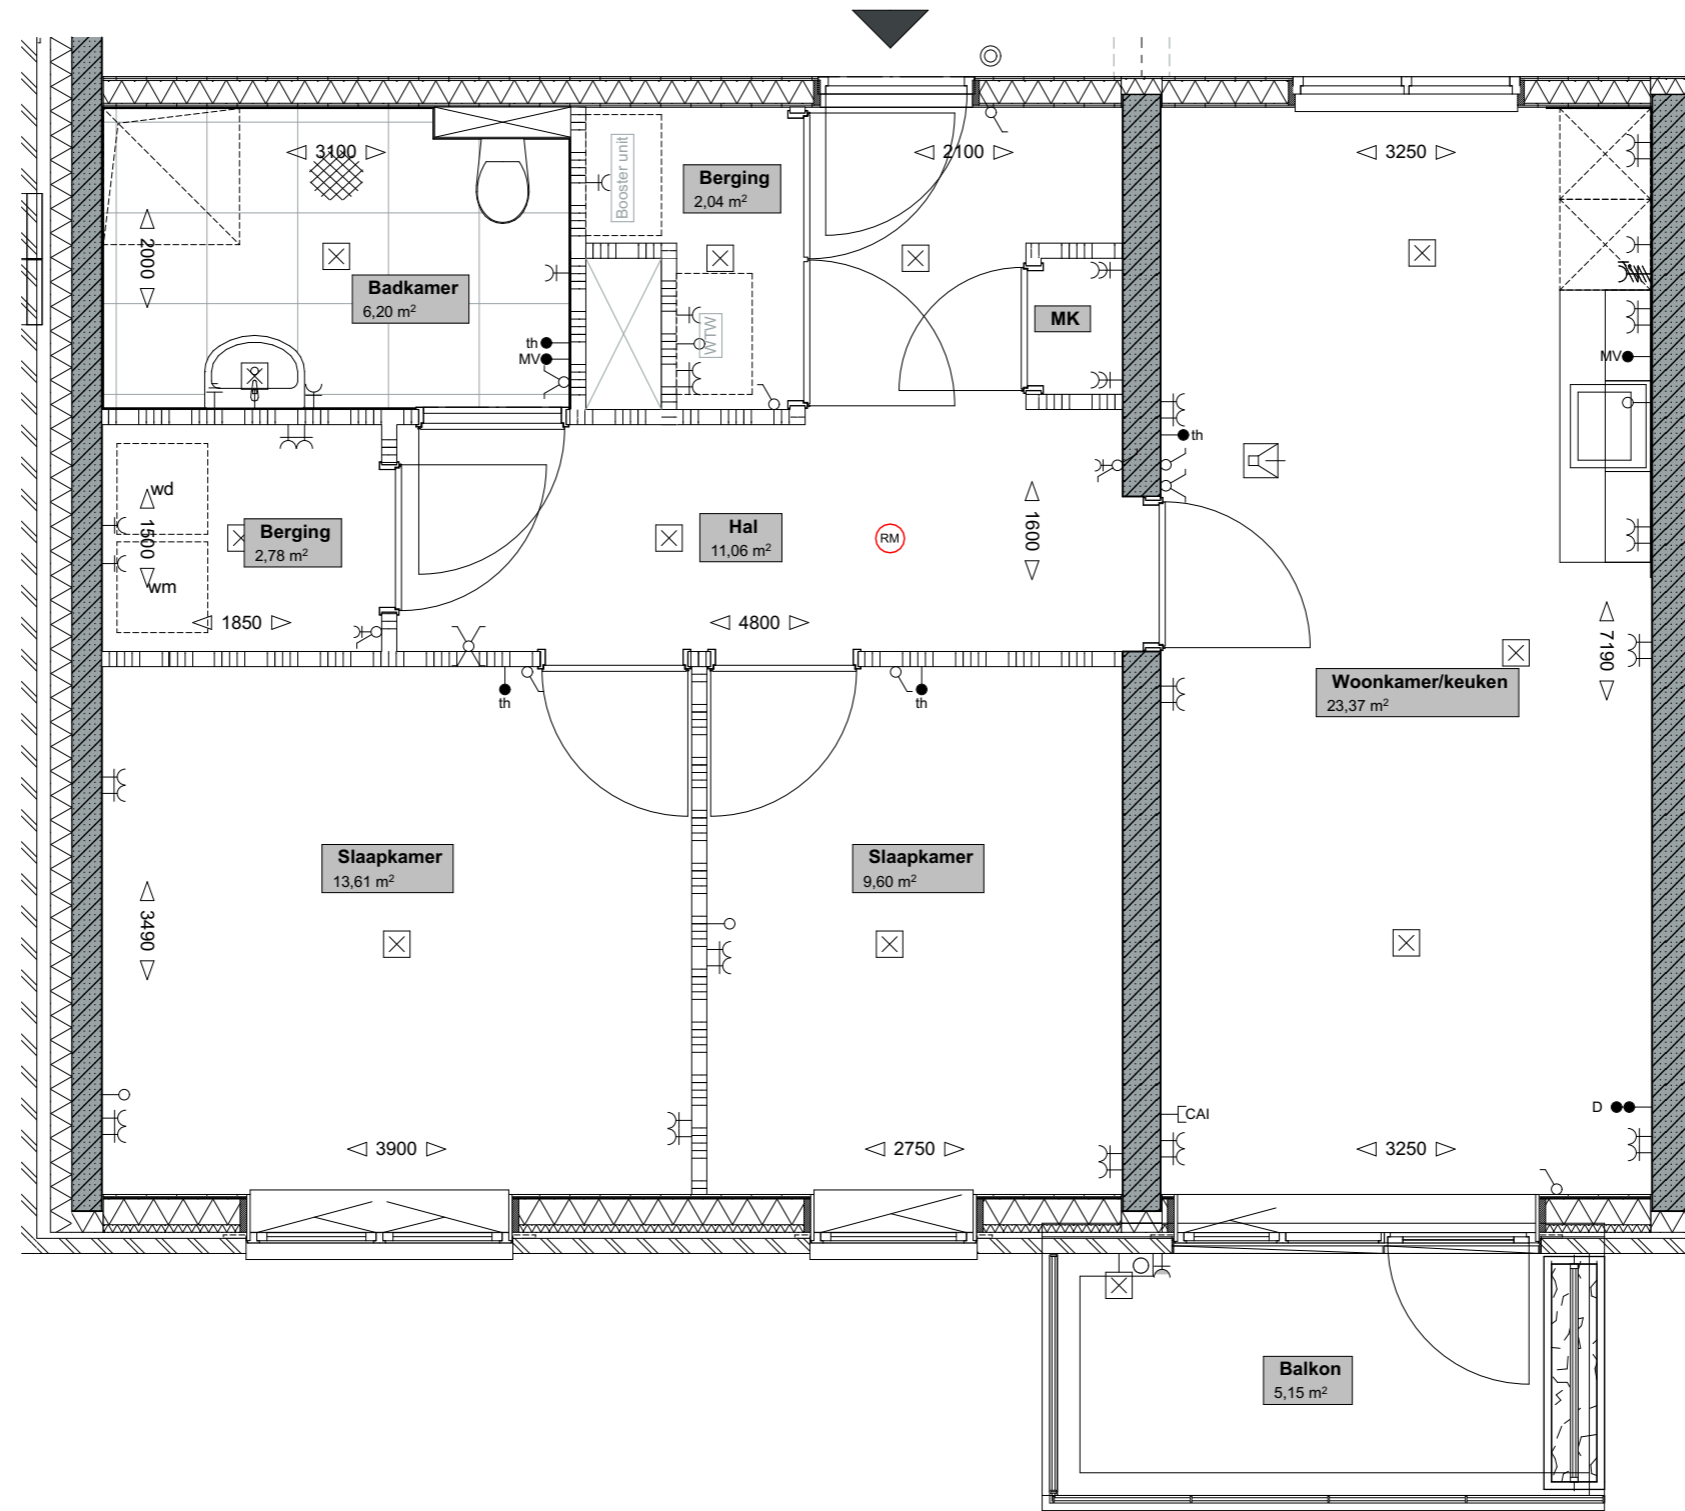 3100
2100
3250
Booster unit
Berging
2,04 m²
2000
Badkamer
6,20 m²
MK
WTW
th
MV
MV
th
wd
1500
wm
Berging
2,78 m²
Hal
11,06 m²
RM
1600
1850
4800
7190
Woonkamer/keuken
23,37 m²
th
th
Slaapkamer
13,61 m²
Slaapkamer
9,60 m²
3490
CAI
D
3900
2750
3250
Balkon
5,15 m²